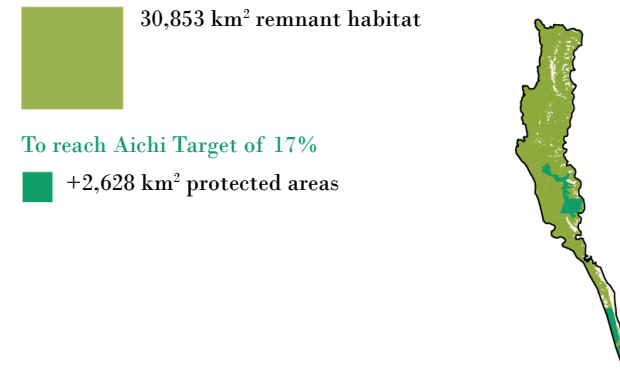 30,853 km² remnant habitat
To reach Aichi Target of 17%
+2,628 km² protected areas